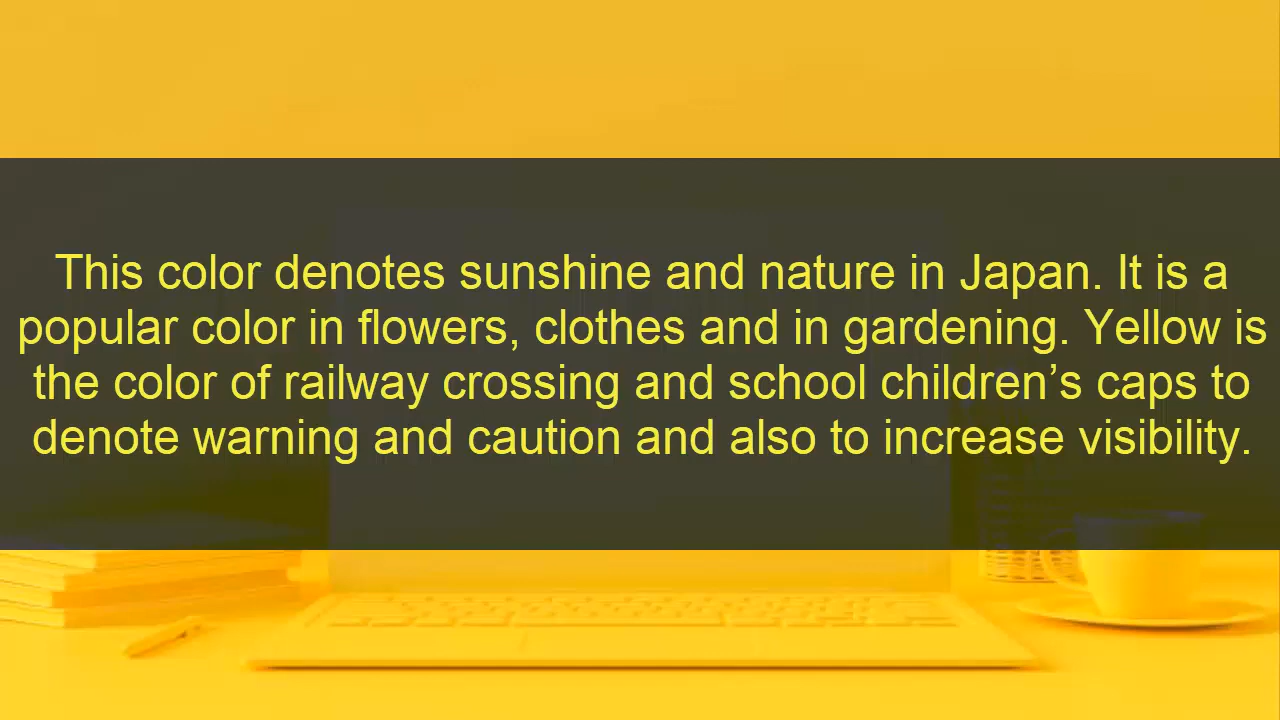 This color denotes sunshine and nature in Japan. It is a
popular color in flowers, clothes and in gardening. Yellow is
the color of railway crossing and school children’s caps to
denote warning and caution and also to increase visibility.